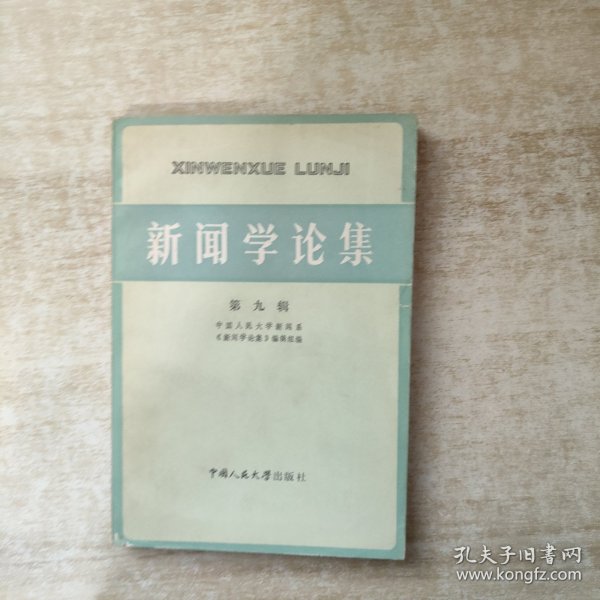 XINWENXUE LUNJI
新闻学论集
第九辑
中国人民大学新闻系
《新闻学论集》编辑组编
中国人民大学出版社
孔夫子旧书网
www.kongfz.com